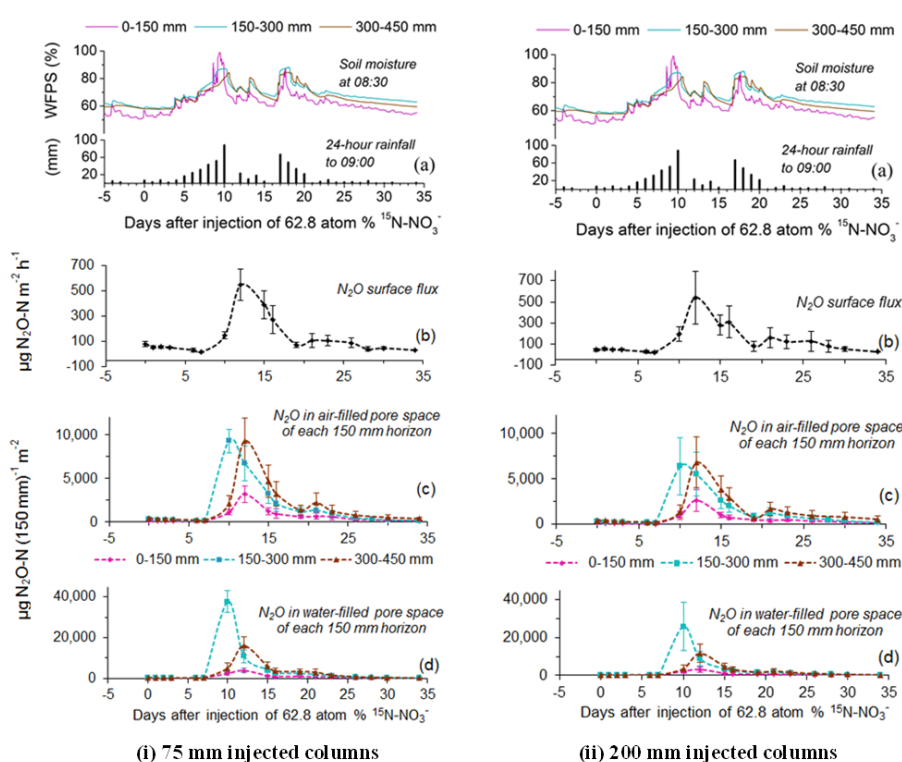 0-150 mm 150-300 mm 300-450 mm
WFPS (%)
100
80
60
Soil moisture
at 08:30
(mm)
100
60
20
24-hour rainfall
to 09:00
(a)
-5 0 5 10 15 20 25 30 34
Days after injection of 62.8 atom % ¹⁵N-NO₃⁻
µg N₂O-N m⁻² h⁻¹
700
500
300
100
-100
N₂O surface flux
(b)
-5 5 15 25 35
µg N₂O-N (150 mm)⁻¹ m⁻²
10,000
5,000
0
N₂O in air-filled pore space
of each 150 mm horizon
(c)
-5 5 15 25 35
0-150 mm 150-300 mm 300-450 mm
40,000
20,000
0
N₂O in water-filled pore space
of each 150 mm horizon
(d)
-5 0 5 10 15 20 25 30 35
Days after injection of 62.8 atom % ¹⁵N-NO₃⁻
(i) 75 mm injected columns
0-150 mm 150-300 mm 300-450 mm
WFPS (%)
100
80
60
Soil moisture
at 08:30
(mm)
100
60
20
24-hour rainfall
to 09:00
(a)
-5 0 5 10 15 20 25 30 34
Days after injection of 62.8 atom % ¹⁵N-NO₃⁻
700
500
300
100
-100
N₂O surface flux
(b)
-5 5 15 25 35
10,000
5,000
0
N₂O in air-filled pore space
of each 150 mm horizon
(c)
-5 5 15 25 35
0-150 mm 150-300 mm 300-450 mm
40,000
20,000
0
N₂O in water-filled pore space
of each 150 mm horizon
(d)
-5 0 5 10 15 20 25 30 35
Days after injection of 62.8 atom % ¹⁵N-NO₃⁻
(ii) 200 mm injected columns